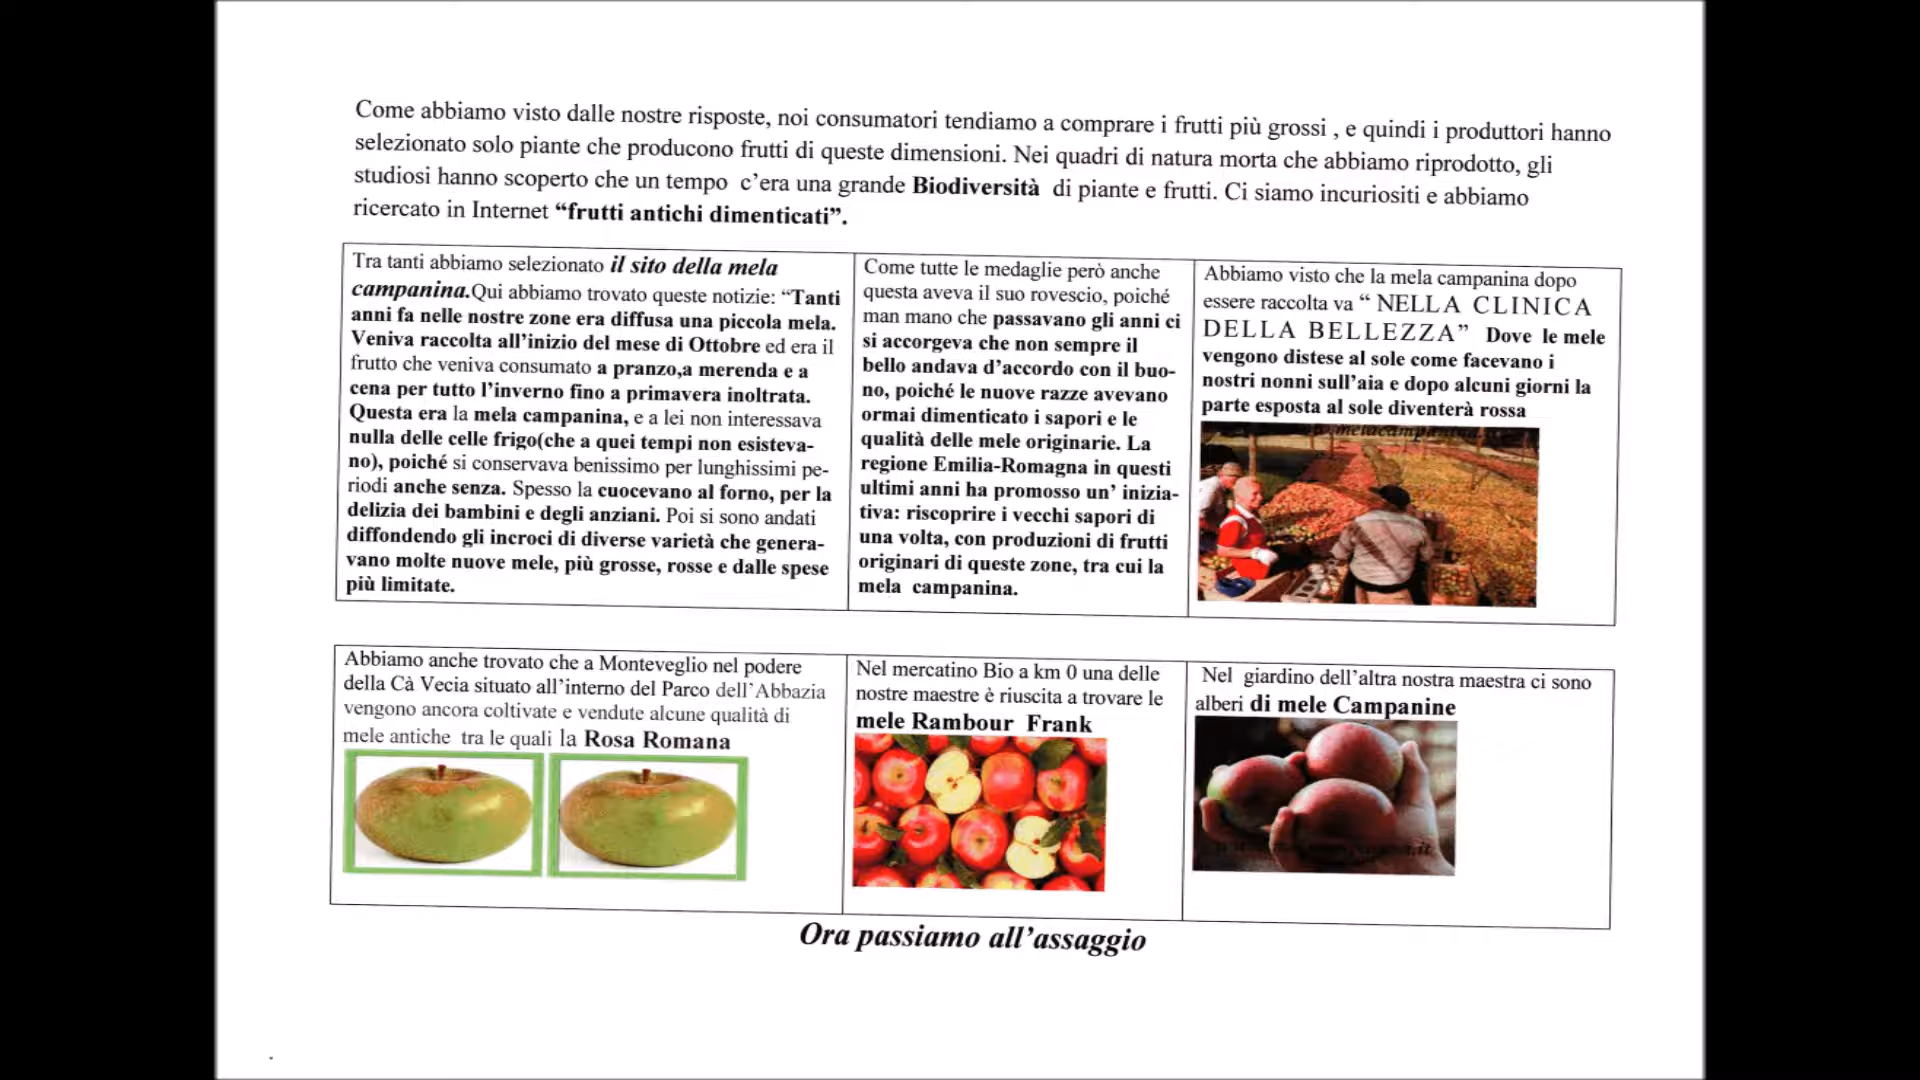 Come abbiamo visto dalle nostre risposte, noi consumatori tendiamo a comprare i frutti più grossi , e quindi i produttori hanno
selezionato solo piante che producono frutti di queste dimensioni. Nei quadri di natura morta che abbiamo riprodotto, gli
studiosi hanno scoperto che un tempo c’era una grande Biodiversità di piante e frutti. Ci siamo incuriositi e abbiamo
ricercato in Internet “frutti antichi dimenticati”.
Tra tanti abbiamo selezionato il sito della mela
campanina.Qui abbiamo trovato queste notizie: “Tanti
anni fa nelle nostre zone era diffusa una piccola mela.
Veniva raccolta all’inizio del mese di Ottobre ed era il
frutto che veniva consumato a pranzo,a merenda e a
cena per tutto l’inverno fino a primavera inoltrata.
Questa era la mela campanina, e a lei non interessava
nulla delle celle frigo(che a quei tempi non esisteva-
no), poiché si conservava benissimo per lunghissimi pe-
riodi anche senza. Spesso la cuocevano al forno, per la
delizia dei bambini e degli anziani. Poi si sono andati
diffondendo gli incroci di diverse varietà che genera-
vano molte nuove mele, più grosse, rosse e dalle spese
più limitate.
Come tutte le medaglie però anche
questa aveva il suo rovescio, poiché
man mano che passavano gli anni ci
si accorgeva che non sempre il
bello andava d’accordo con il buo-
no, poiché le nuove razze avevano
ormai dimenticato i sapori e le
qualità delle mele originarie. La
regione Emilia-Romagna in questi
ultimi anni ha promosso un’ inizia-
tiva: riscoprire i vecchi sapori di
una volta, con produzioni di frutti
originari di queste zone, tra cui la
mela campanina.
Abbiamo visto che la mela campanina dopo
essere raccolta va “ NELLA CLINICA
DELLA BELLEZZA” Dove le mele
vengono distese al sole come facevano i
nostri nonni sull’aia e dopo alcuni giorni la
parte esposta al sole diventerà rossa
Abbiamo anche trovato che a Monteveglio nel podere
della Cà Vecia situato all’interno del Parco dell’Abbazia
vengono ancora coltivate e vendute alcune qualità di
mele antiche tra le quali la Rosa Romana
Nel mercatino Bio a km 0 una delle
nostre maestre è riuscita a trovare le
mele Rambour Frank
Nel giardino dell’altra nostra maestra ci sono
alberi di mele Campanine
Ora passiamo all’assaggio